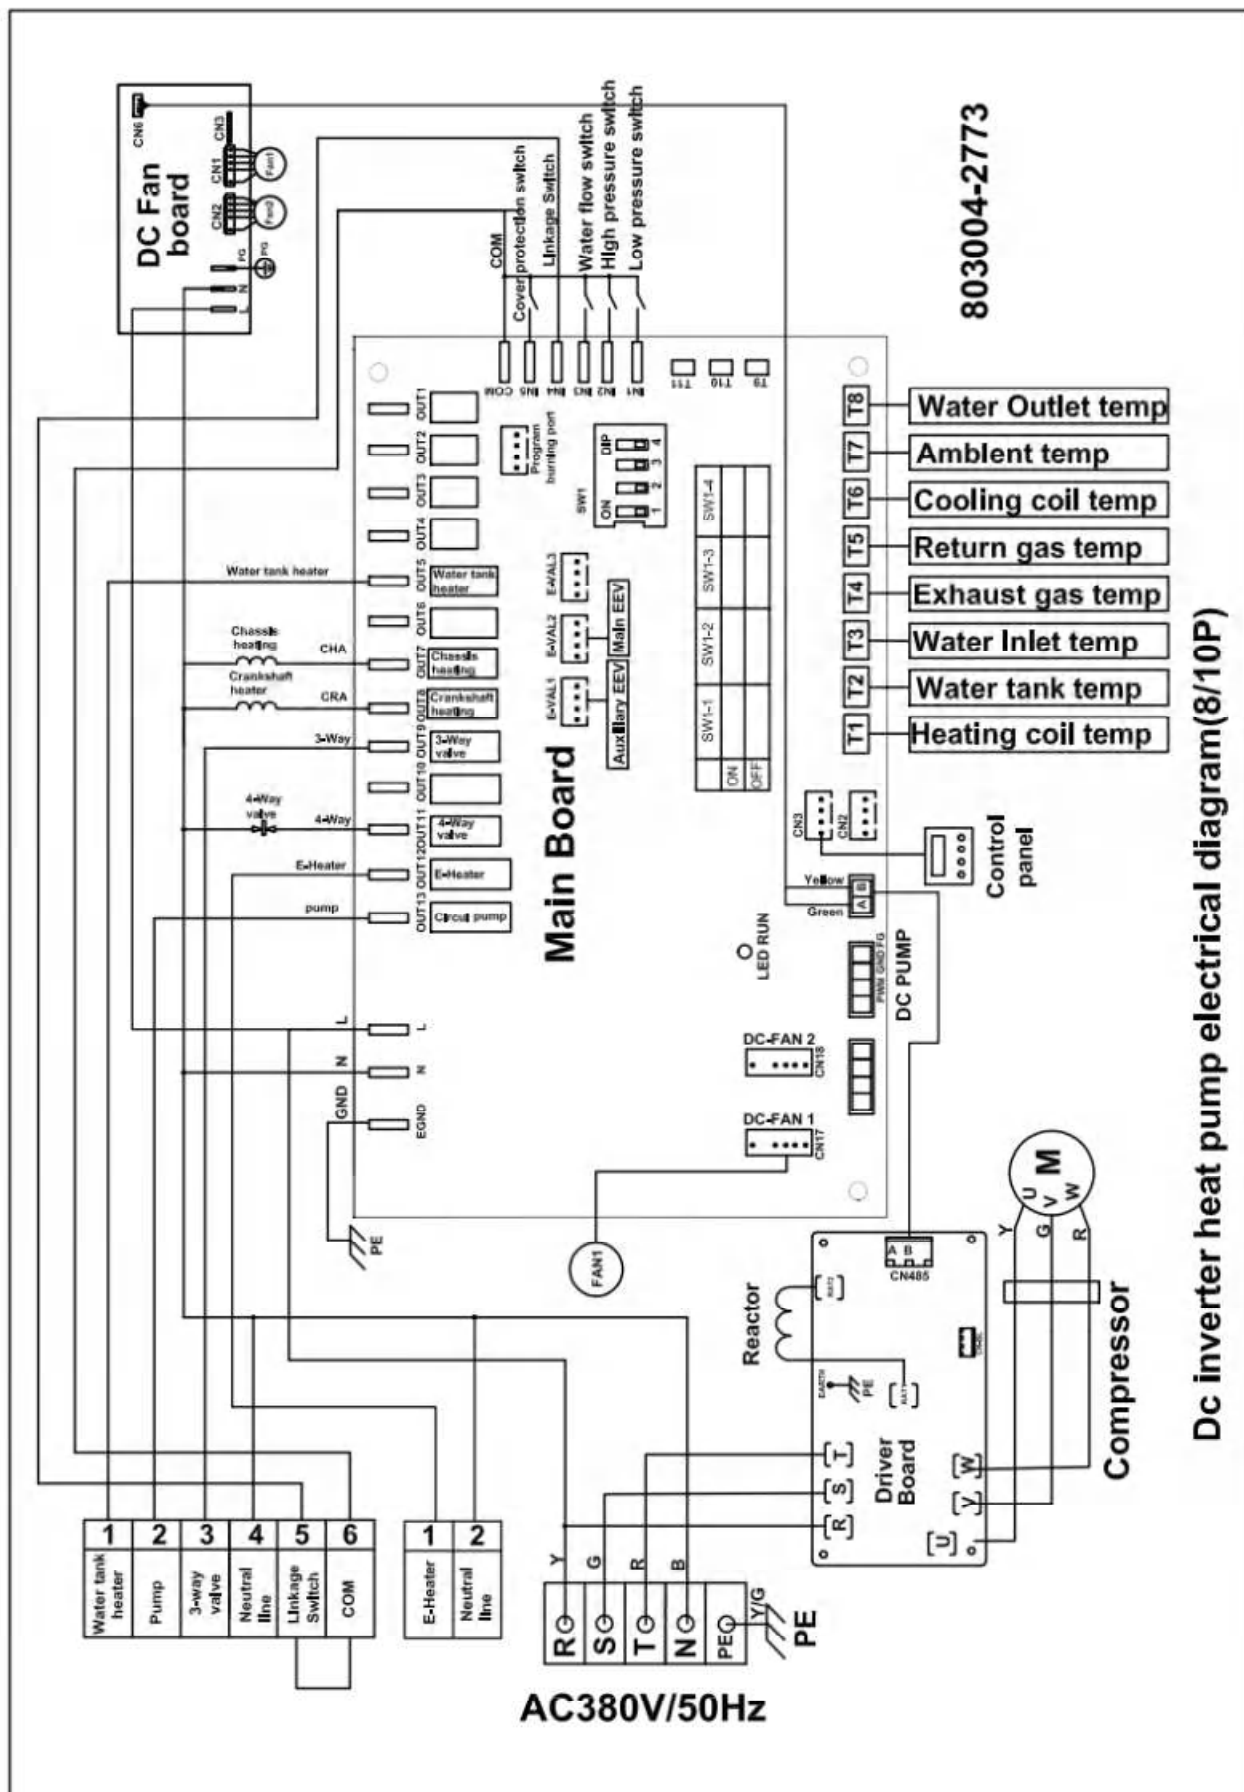 DC Fan
board
CN6
CN3
CN1
CN2
Fan1
Fan2
PG
PG
N
L
COM
Cover protection switch
Linkage Switch
Water flow switch
High pressure switch
Low pressure switch
803004-2773
COM
IN5
IN4
IN3
IN2
IN1
T11
T10
T9
OUT1
OUT2
OUT3
OUT4
OUT5
OUT6
OUT7
OUT8
OUT9
OUT10
OUT11
OUT12
OUT13
Water tank
heater
Chassis
heating
Crankshaft
heating
3-Way
valve
4-Way
valve
E-Heater
Circul pump
Water tank heater
Chassis
heating
CHA
Crankshaft
heater
CRA
3-Way
4-Way
valve
4-Way
E-Heater
pump
L
N
GND
L
N
EGND
PE
Program
burning port
SW1
ON
DIP
1
2
3
4
E-VAL3
E-VAL2
E-VAL1
Main EEV
Auxiliary EEV
Main Board
SW1-1
SW1-2
SW1-3
SW1-4
ON
OFF
T8
Water Outlet temp
T7
Ambient temp
T6
Cooling coil temp
T5
Return gas temp
T4
Exhaust gas temp
T3
Water Inlet temp
T2
Water tank temp
T1
Heating coil temp
CN3
CN2
Control
panel
Yellow
Green
A
B
LED RUN
PWM GND FG
DC PUMP
DC-FAN 2
CN18
DC-FAN 1
CN17
FAN1
M
U
V
W
Y
G
R
Compressor
A B
CN485
Reactor
EARTH
PE
Driver
Board
T
S
R
W
V
U
1
2
3
4
5
6
Water tank
heater
Pump
3-way
valve
Neutral
line
Linkage
Switch
COM
1
2
E-Heater
Neutral
line
Y
G
R
B
R
S
T
N
PE
Y/G
PE
AC380V/50Hz
Dc inverter heat pump electrical diagram(8/10P)